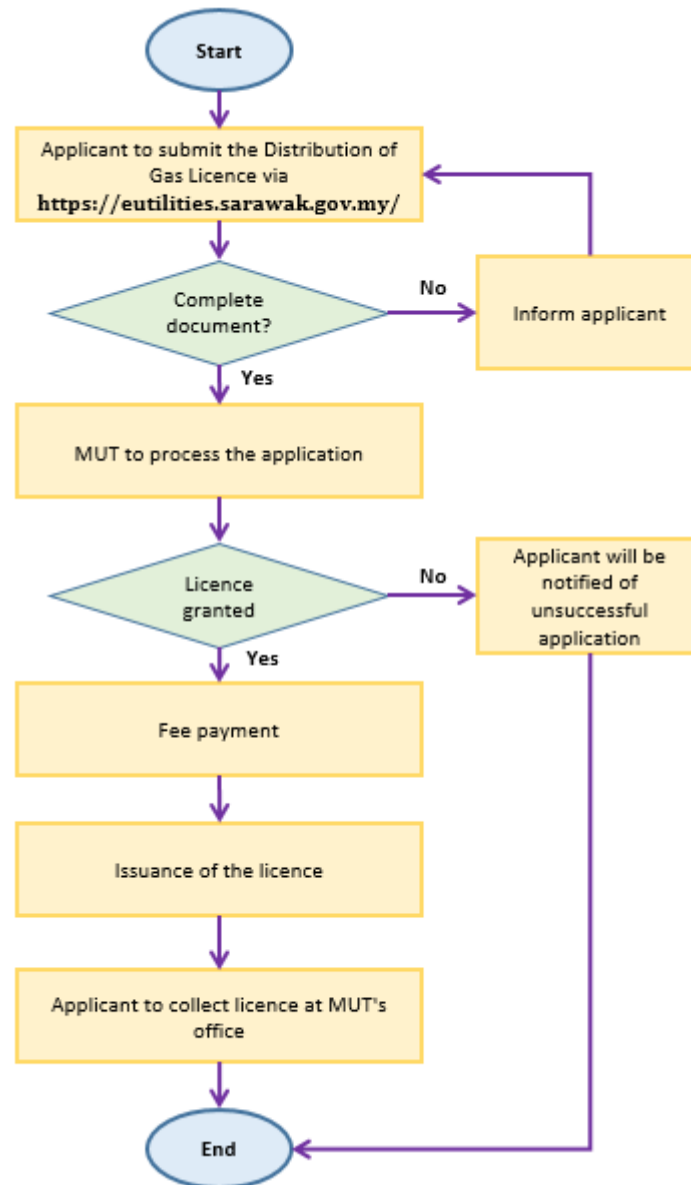 Start
Applicant to submit the Distribution of
Gas Licence via
https://eutilities.sarawak.gov.my/
Complete
document?
No
Inform applicant
Yes
MUT to process the application
Licence
granted
No
Applicant will be
notified of
unsuccessful
application
Yes
Fee payment
Issuance of the licence
Applicant to collect licence at MUT's
office
End